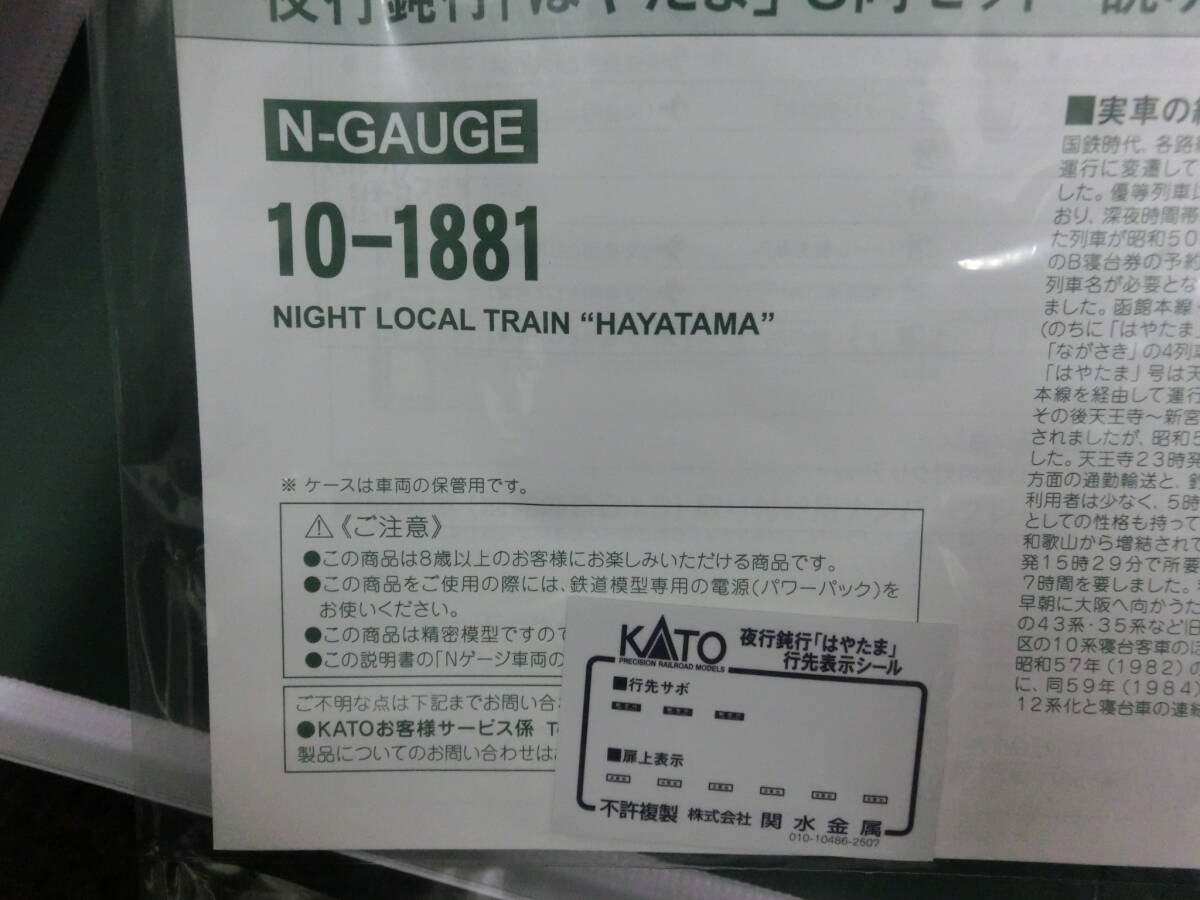 夜行鈍行「はやたま」
N-GAUGE
10-1881
NIGHT LOCAL TRAIN “HAYATAMA”
※ ケースは車両の保管用です。
⚠《ご注意》
●この商品は8歳以上のお客様にお楽しみいただける商品です。
●この商品をご使用の際には、鉄道模型専用の電源(パワーパック)を
お使いください。
●この商品は精密模型ですので
●この説明書の「Nゲージ車両の
ご不明な点は下記までお問い合
●KATOお客様サービス係
製品についてのお問い合わせは
■実車の
国鉄時代、各路
運行に変遷して
した。優等列車
おり、深夜時間帯
た列車が昭和50
のB寝台券の予約
列車名が必要とな
ました。函館本線
(のちに「はやたま」
「ながさき」の4列
「はやたま」号は天
本線を経由して運行
その後天王寺〜新宮
されましたが、昭和5
した。天王寺23時発
方面の通勤輸送と、
利用者は少なく、5時
としての性格も持って
和歌山から増結されて
発15時29分で所要
7時間を要しました。
早朝に大阪へ向かうた
の43系・35系など旧
区の10系寝台客車のほ
昭和57年(1982)の
に、同59年(1984)
12系化と寝台車の連結
KATO
PRECISION RAILROAD MODELS
夜行鈍行「はやたま」
行先表示シール
■行先サボ
■扉上表示
不許複製 株式会社 関水金属
010-10486-2507